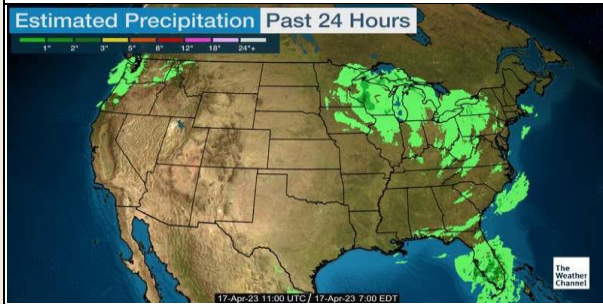 Estimated Precipitation Past 24 Hours
1" 2" 3" 5" 8" 12" 18" 24"+
The
Weather
Channel
17-Apr-23 11:00 UTC / 17-Apr-23 7:00 EDT